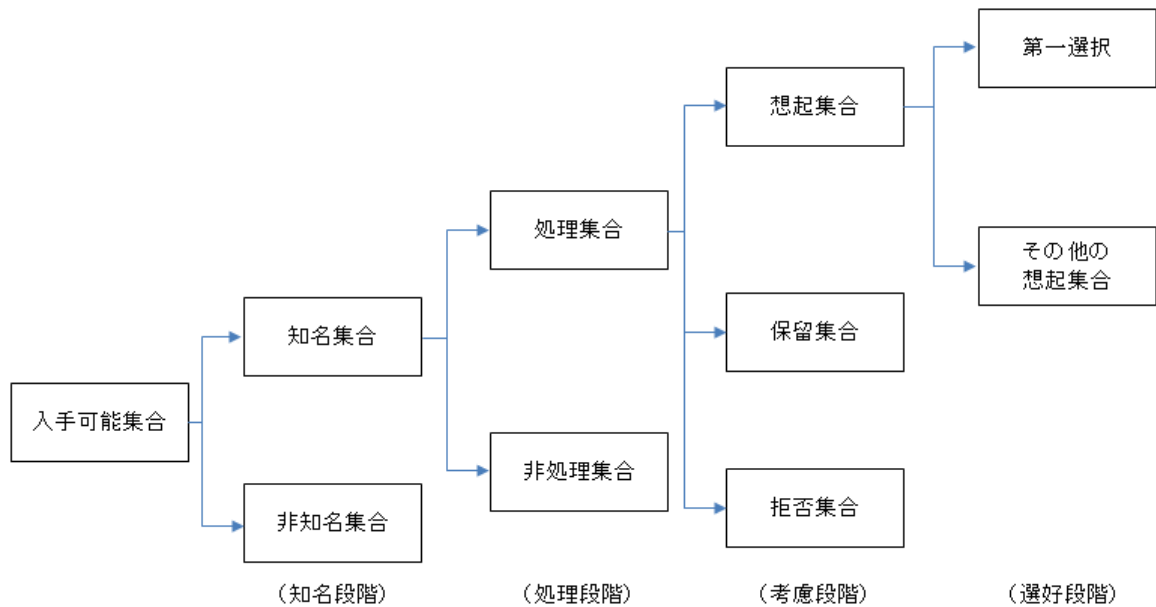 入手可能集合
知名集合
非知名集合
(知名段階)
処理集合
非処理集合
(処理段階)
想起集合
保留集合
拒否集合
(考慮段階)
第一選択
その他の
想起集合
(選好段階)